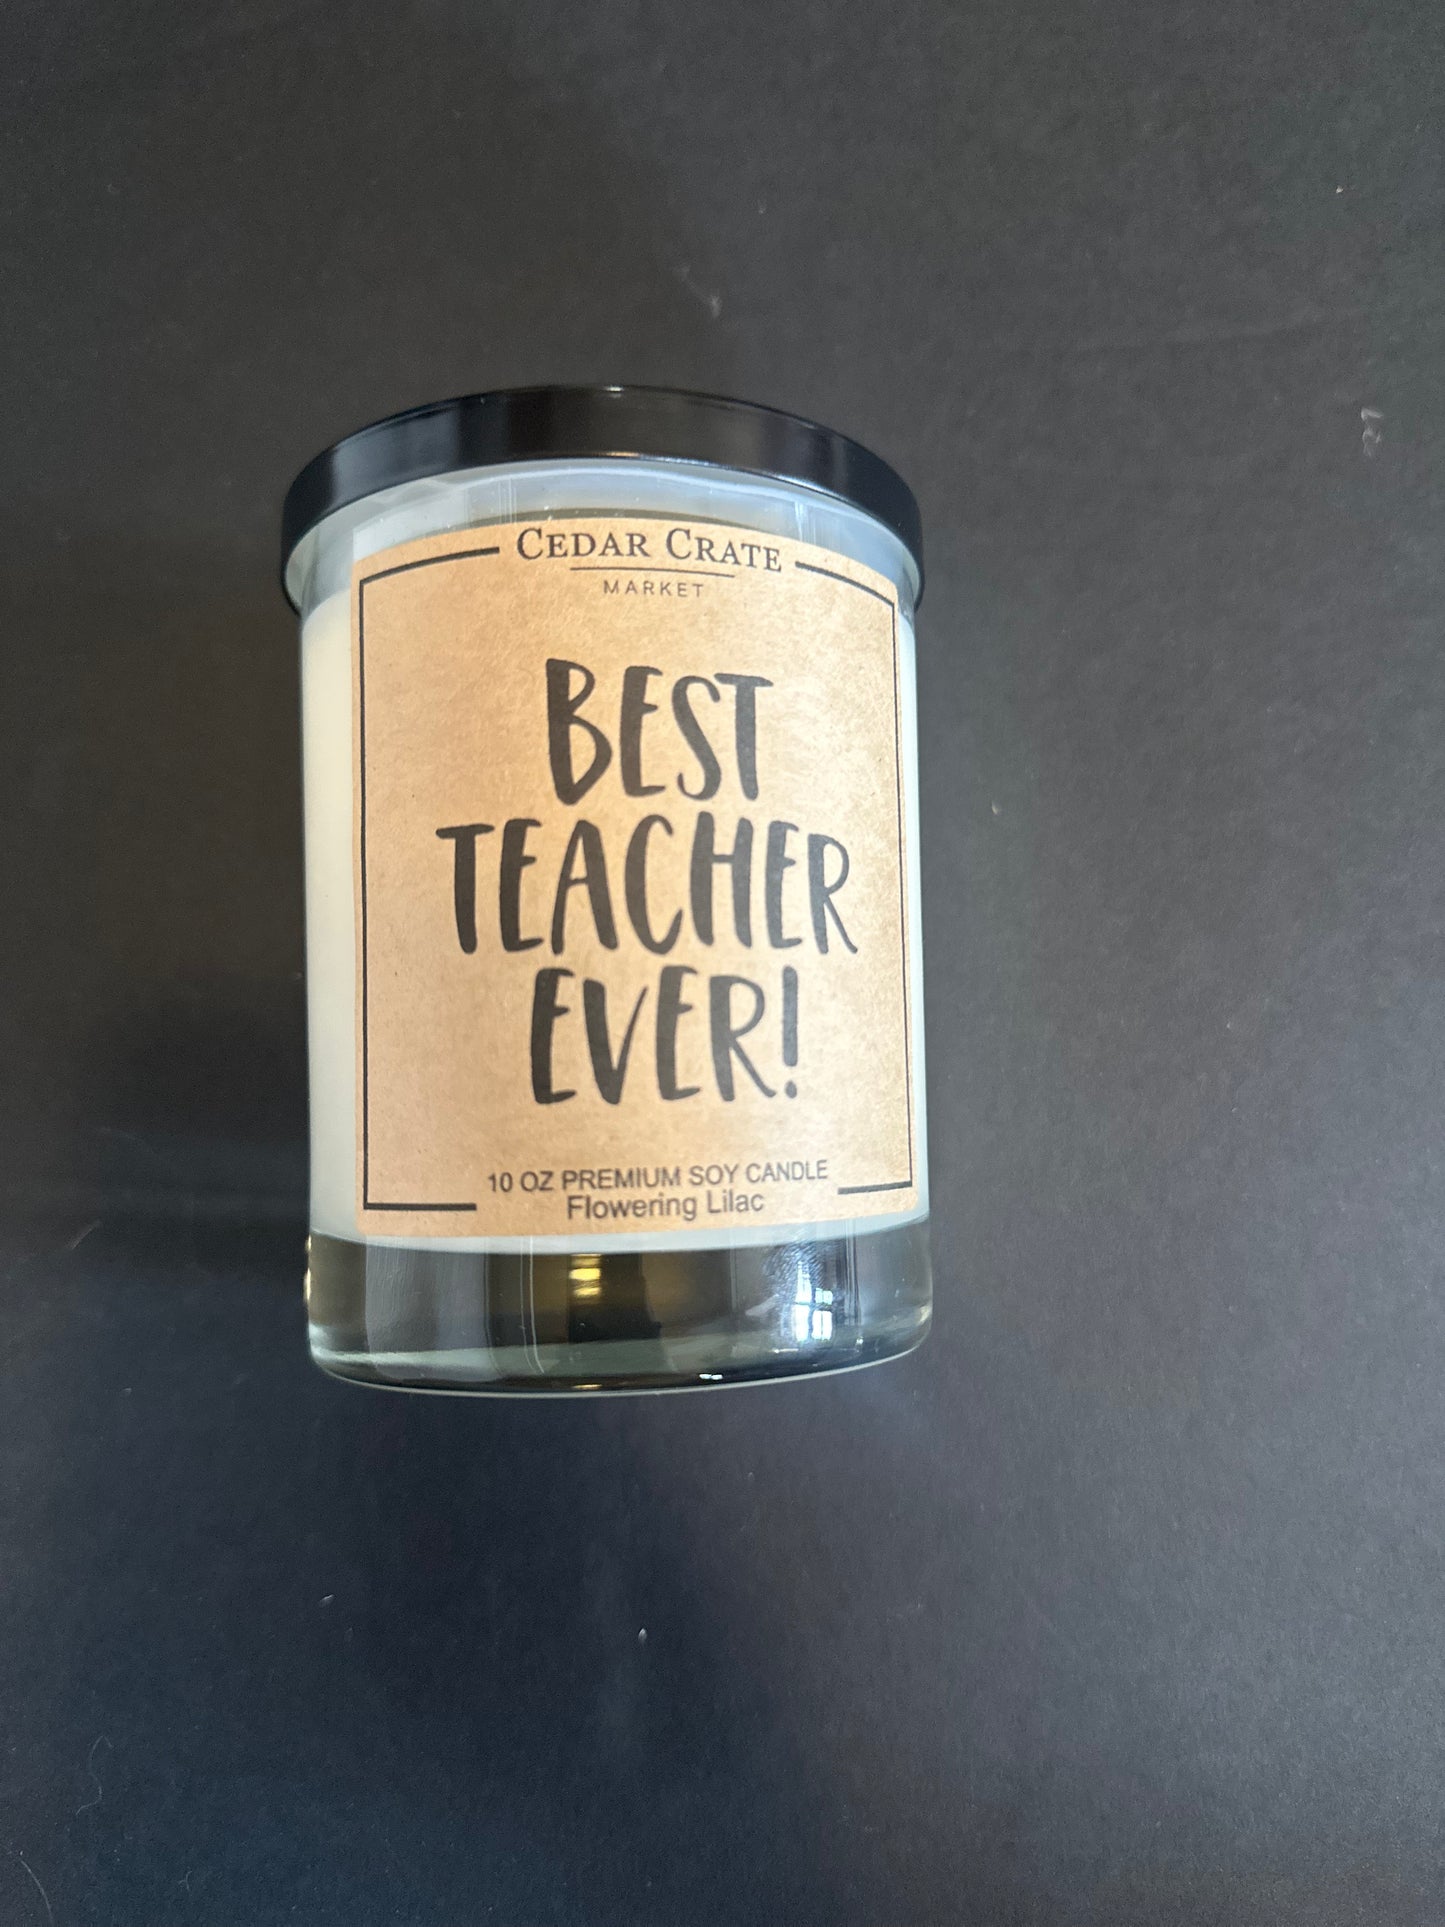 CEDAR CRATE
MARKET
BEST
TEACHER
EVER!
10 OZ PREMIUM SOY CANDLE
Flowering Lilac